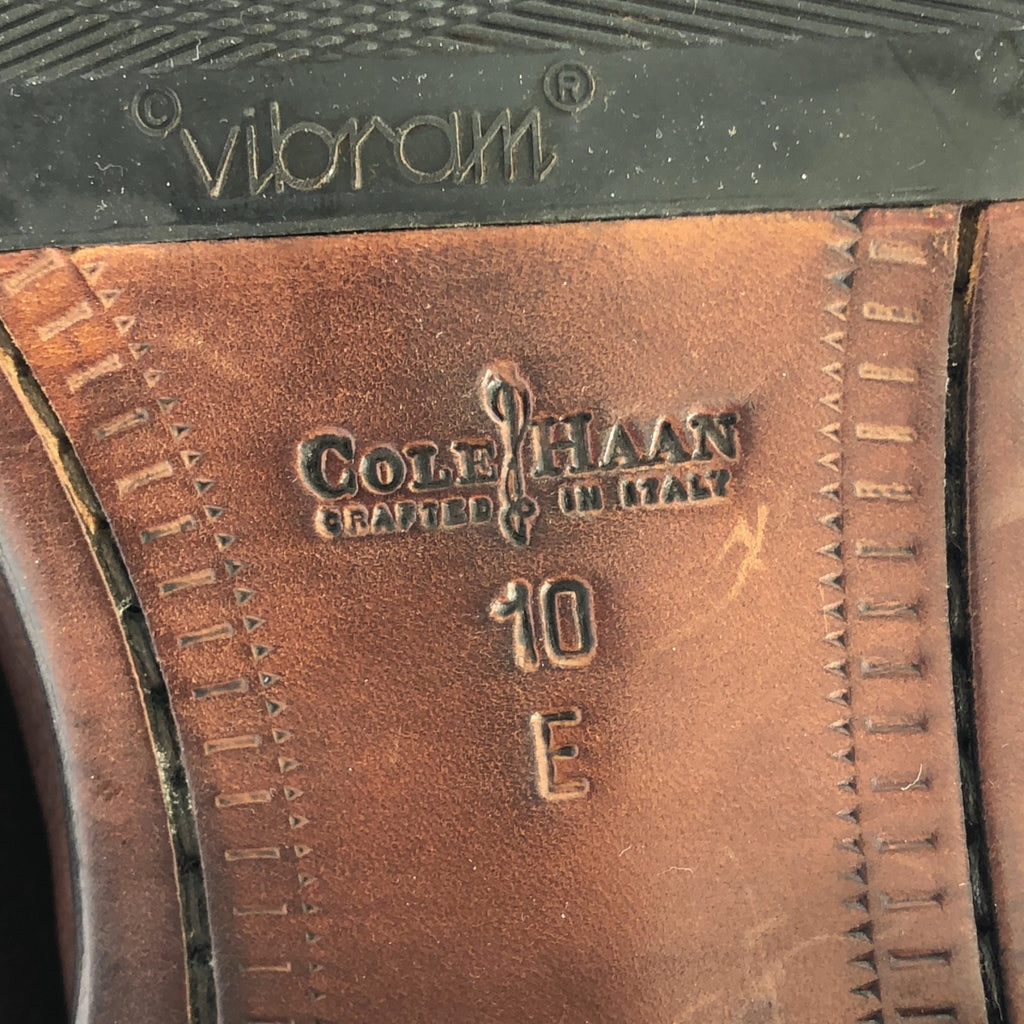 © vibram ®
COLE HAAN
CRAFTED IN ITALY
10
E